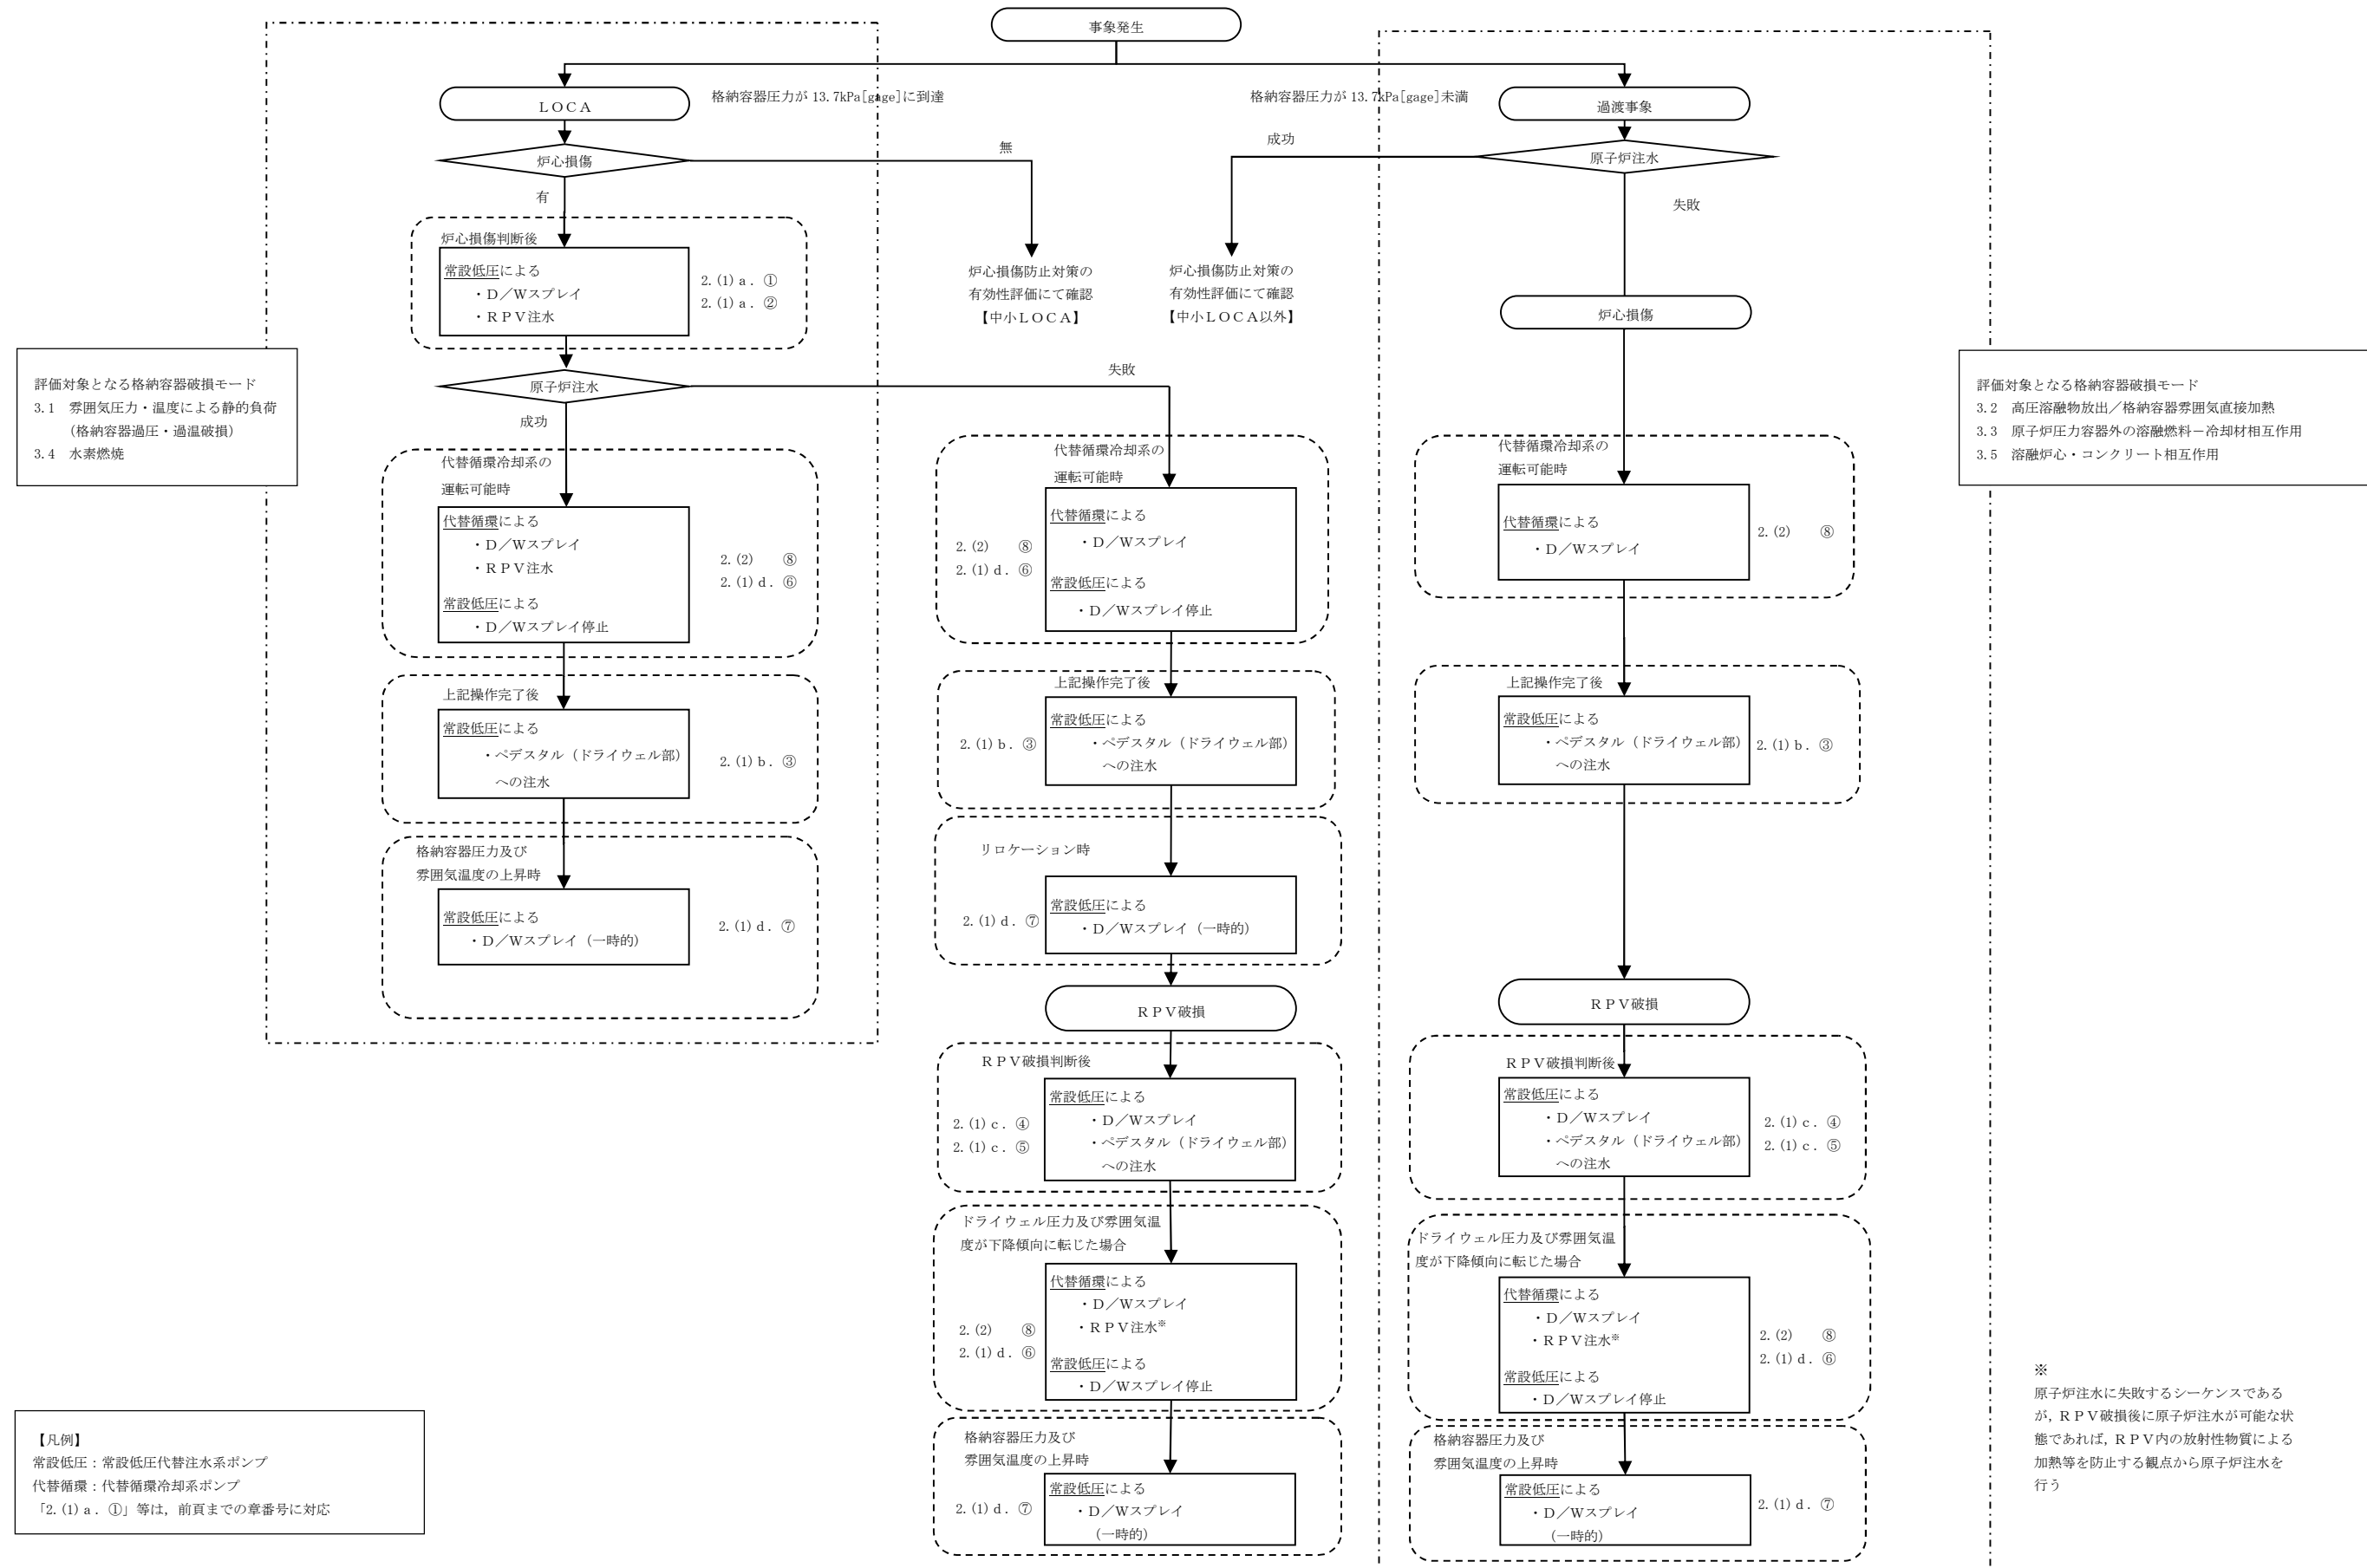 事象発生
LOCA
格納容器圧力が 13.7kPa[gage]に到達
格納容器圧力が 13.7kPa[gage]未満
過渡事象
炉心損傷
無
有
成功
原子炉注水
失敗
炉心損傷判断後
常設低圧による
・D/Wスプレイ
・RPV注水
2.(1)a.①
2.(1)a.②
炉心損傷防止対策の
有効性評価にて確認
【中小LOCA】
炉心損傷防止対策の
有効性評価にて確認
【中小LOCA以外】
炉心損傷
評価対象となる格納容器破損モード
3.1 雰囲気圧力・温度による静的負荷
(格納容器過圧・過温破損)
3.4 水素燃焼
評価対象となる格納容器破損モード
3.2 高圧溶融物放出/格納容器雰囲気直接加熱
3.3 原子炉圧力容器外の溶融燃料-冷却材相互作用
3.5 溶融炉心・コンクリート相互作用
原子炉注水
失敗
成功
代替循環冷却系の
運転可能時
代替循環による
・D/Wスプレイ
・RPV注水
常設低圧による
・D/Wスプレイ停止
2.(2) ⑧
2.(1)d.⑥
上記操作完了後
常設低圧による
・ペデスタル(ドライウェル部)
への注水
2.(1)b.③
格納容器圧力及び
雰囲気温度の上昇時
常設低圧による
・D/Wスプレイ(一時的)
2.(1)d.⑦
代替循環冷却系の
運転可能時
代替循環による
・D/Wスプレイ
常設低圧による
・D/Wスプレイ停止
2.(2) ⑧
2.(1)d.⑥
上記操作完了後
常設低圧による
・ペデスタル(ドライウェル部)
への注水
2.(1)b.③
リロケーション時
常設低圧による
・D/Wスプレイ(一時的)
2.(1)d.⑦
RPV破損
RPV破損判断後
常設低圧による
・D/Wスプレイ
・ペデスタル(ドライウェル部)
への注水
2.(1)c.④
2.(1)c.⑤
ドライウェル圧力及び雰囲気温
度が下降傾向に転じた場合
代替循環による
・D/Wスプレイ
・RPV注水※
常設低圧による
・D/Wスプレイ停止
2.(2) ⑧
2.(1)d.⑥
格納容器圧力及び
雰囲気温度の上昇時
常設低圧による
・D/Wスプレイ
(一時的)
2.(1)d.⑦
代替循環冷却系の
運転可能時
代替循環による
・D/Wスプレイ
2.(2) ⑧
上記操作完了後
常設低圧による
・ペデスタル(ドライウェル部)
への注水
2.(1)b.③
RPV破損
RPV破損判断後
常設低圧による
・D/Wスプレイ
・ペデスタル(ドライウェル部)
への注水
2.(1)c.④
2.(1)c.⑤
ドライウェル圧力及び雰囲気温
度が下降傾向に転じた場合
代替循環による
・D/Wスプレイ
・RPV注水※
常設低圧による
・D/Wスプレイ停止
2.(2) ⑧
2.(1)d.⑥
格納容器圧力及び
雰囲気温度の上昇時
常設低圧による
・D/Wスプレイ
(一時的)
2.(1)d.⑦
【凡例】
常設低圧:常設低圧代替注水系ポンプ
代替循環:代替循環冷却系ポンプ
「2.(1)a.①」等は,前頁までの章番号に対応
※
原子炉注水に失敗するシーケンスである
が,RPV破損後に原子炉注水が可能な状
態であれば,RPV内の放射性物質による
加熱等を防止する観点から原子炉注水を
行う